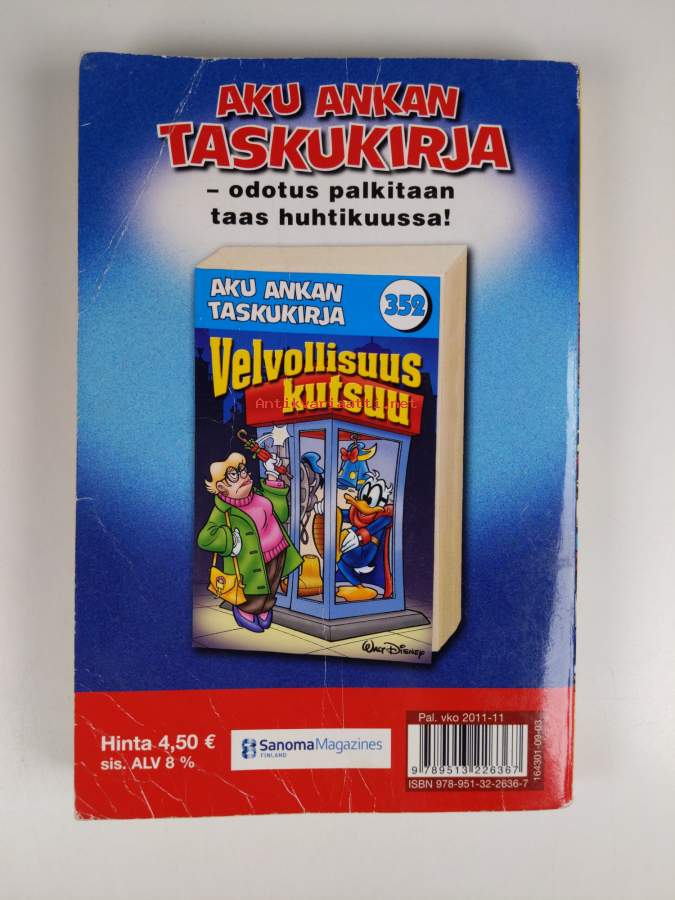 AKU ANKAN
TASKUKIRJA
– odotus palkitaan
taas huhtikuussa!
AKU ANKAN
TASKUKIRJA
352
Velvollisuus
kutsuu
Antikvariaatti.net
WALT DISNEY
Hinta 4,50 €
sis. ALV 8 %
SanomaMagazines
FINLAND
Pal. vko 2011-11
9 789513 226367
ISBN 978-951-32-2636-7
164301-09-03